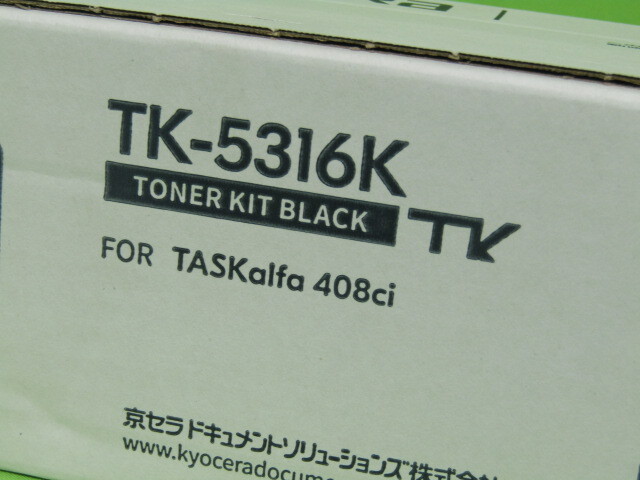 TK-5316K
TONER KIT BLACK TK
FOR TASKalfa 408ci
京セラドキュメントソリューションズ株式会
www.kyoceradocume